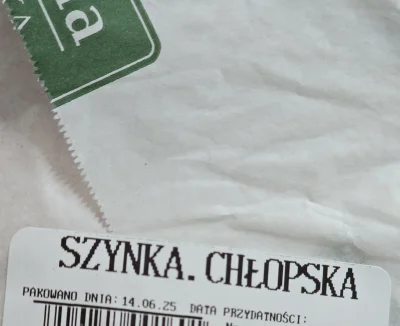 SZYNKA. CHŁOPSKA
PAKOWANO DNIA: 14.06.25 DATA PRZYDATNOŚCI: